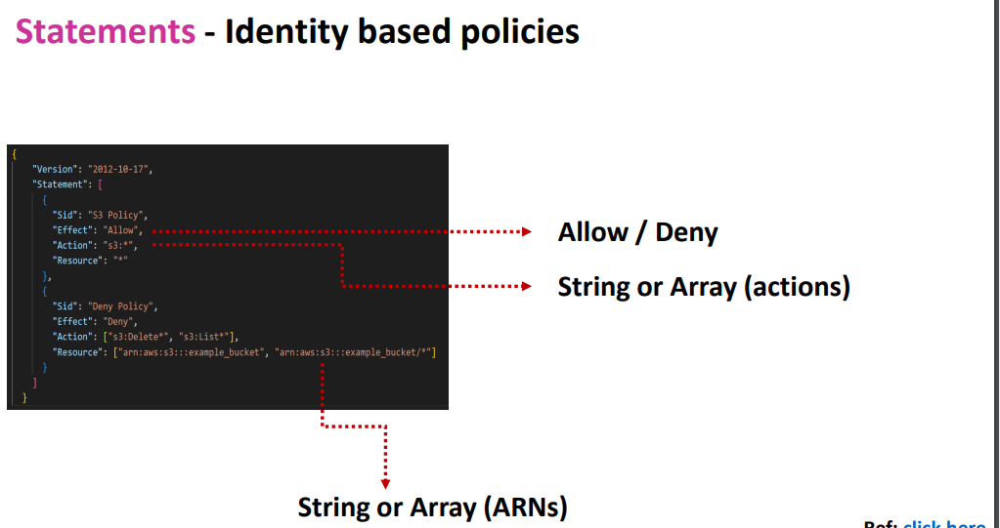 Statements - Identity based policies
{
"Version": "2012-10-17",
"Statement": [
{
"Sid": "S3 Policy",
"Effect": "Allow",
"Action": "s3:*",
"Resource": "*"
},
{
"Sid": "Deny Policy",
"Effect": "Deny",
"Action": ["s3:Delete*", "s3:List*"],
"Resource": ["arn:aws:s3:::example_bucket", "arn:aws:s3:::example_bucket/*"]
}
]
}
Allow / Deny
String or Array (actions)
String or Array (ARNs)
Ref: click here